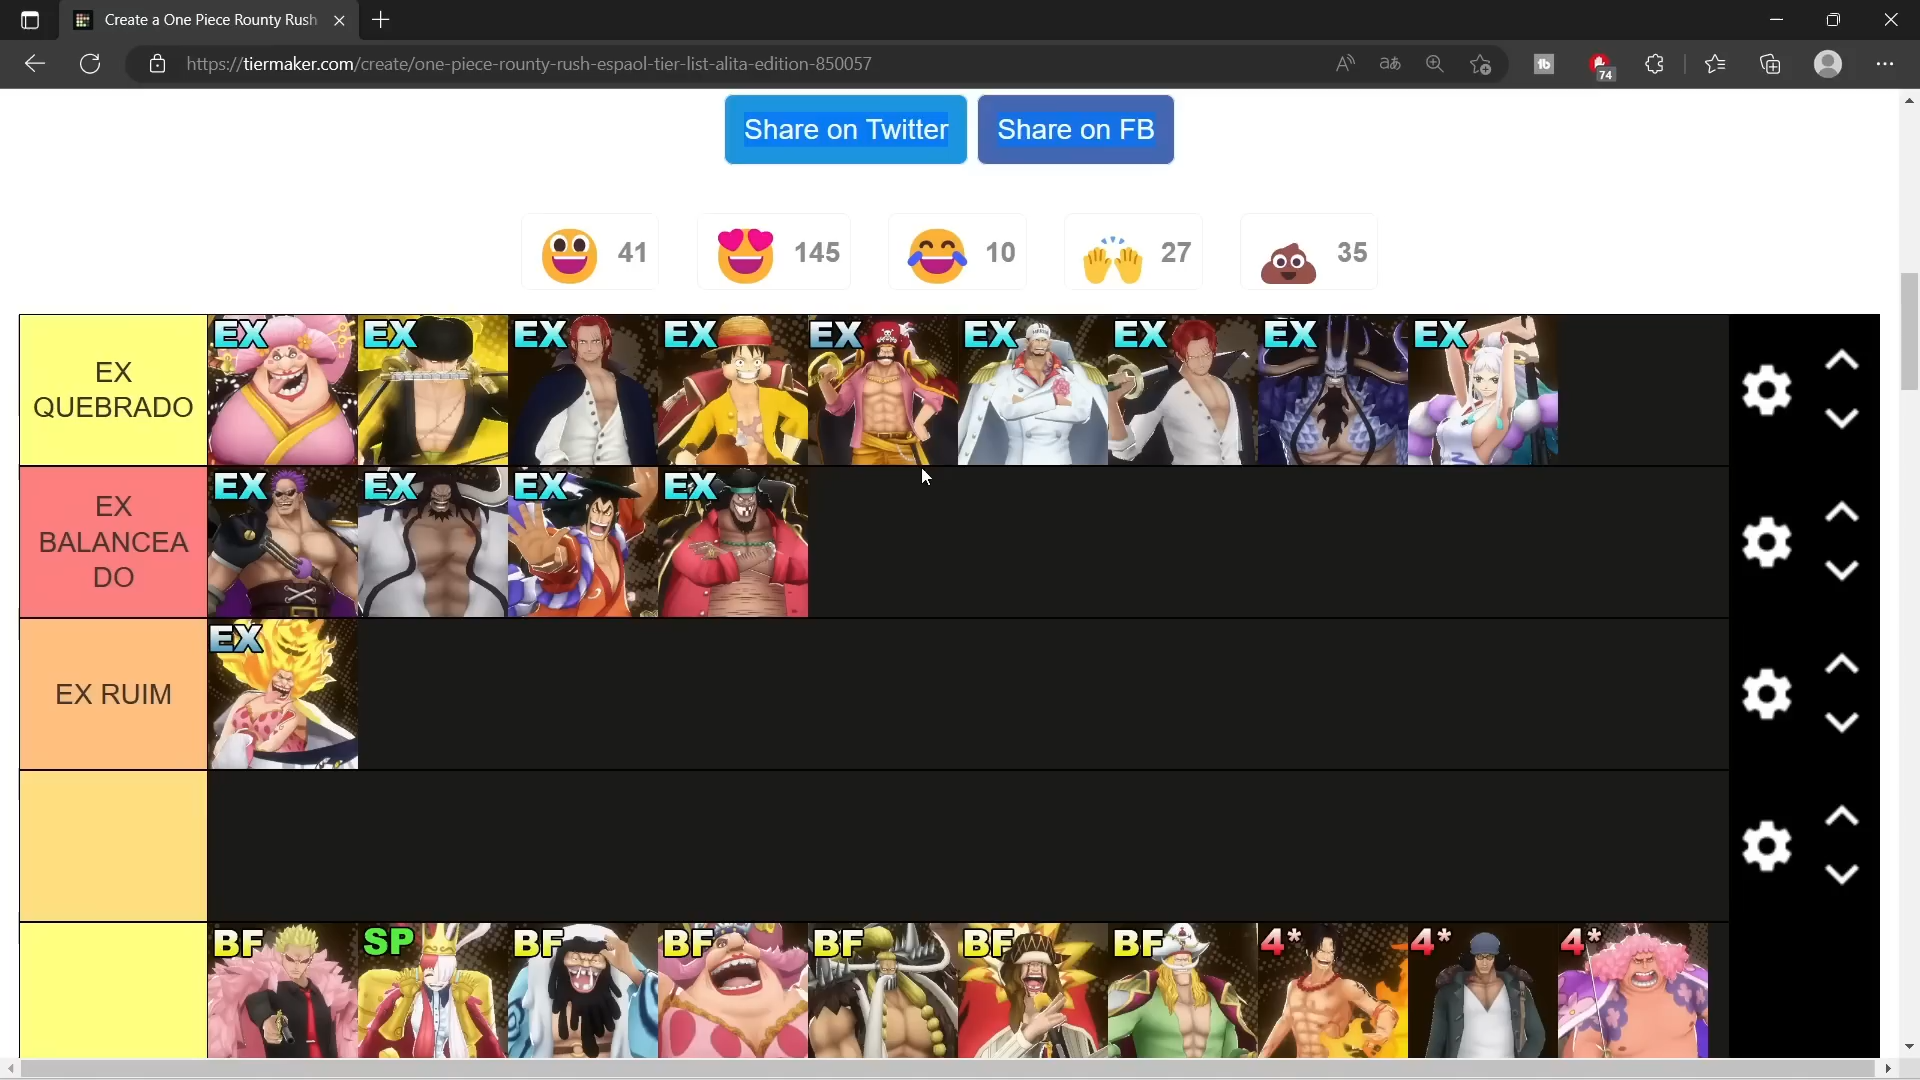 Create a One Piece Rounty Rush
https://tiermaker.com/create/one-piece-rounty-rush-espaol-tier-list-alita-edition-850057
74
Share on Twitter
Share on FB
41
145
10
27
35
EX
QUEBRADO
EX
EX
EX
EX
EX
EX
EX
EX
EX
EX
BALANCEA
DO
EX
EX
EX
EX
EX RUIM
EX
BF
SP
BF
BF
BF
BF
BF
4*
4*
4*